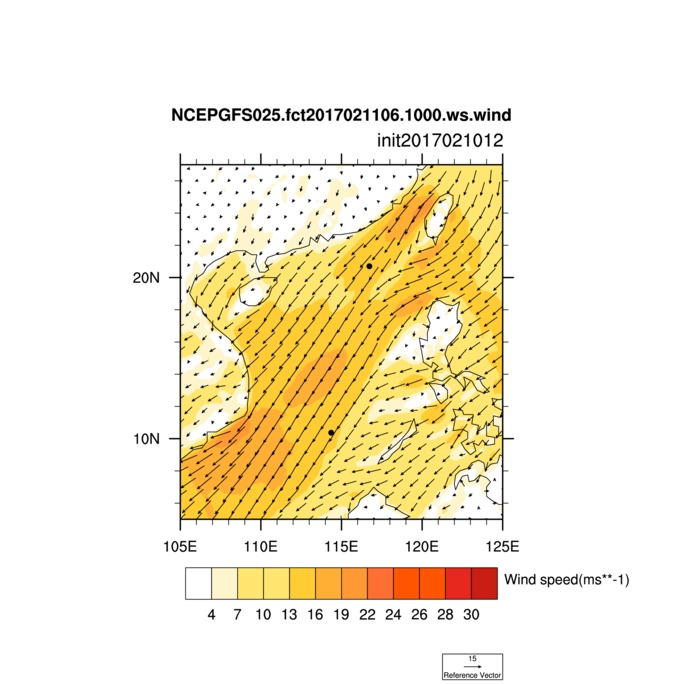 NCEPGFS025.fct2017021106.1000.ws.wind
init2017021012
20N
10N
105E 110E 115E 120E 125E
4 7 10 13 16 19 22 24 26 28 30
Wind speed(ms**-1)
15
Reference Vector